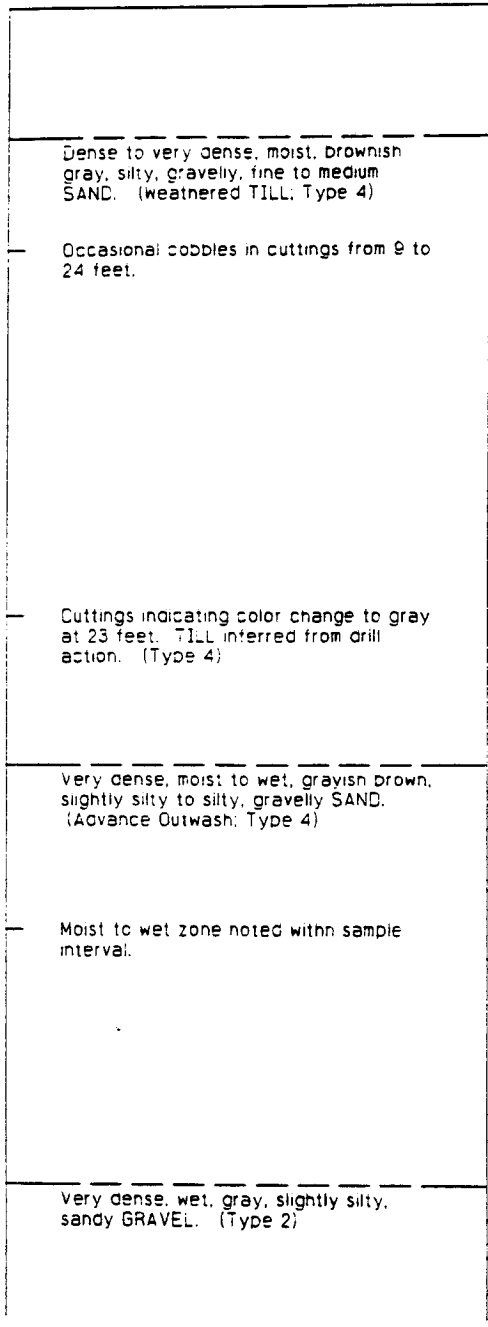 Dense to very dense, moist, brownish
gray, silty, gravelly, fine to medium
SAND. (weathered TILL; Type 4)
Occasional cobbles in cuttings from 9 to
24 feet.
Cuttings indicating color change to gray
at 23 feet. TILL inferred from drill
action. (Type 4)
Very dense, moist to wet, grayish brown,
slightly silty to silty, gravelly SAND.
(Advance Outwash; Type 4)
Moist to wet zone noted withn sample
interval.
Very dense, wet, gray, slightly silty,
sandy GRAVEL. (Type 2)